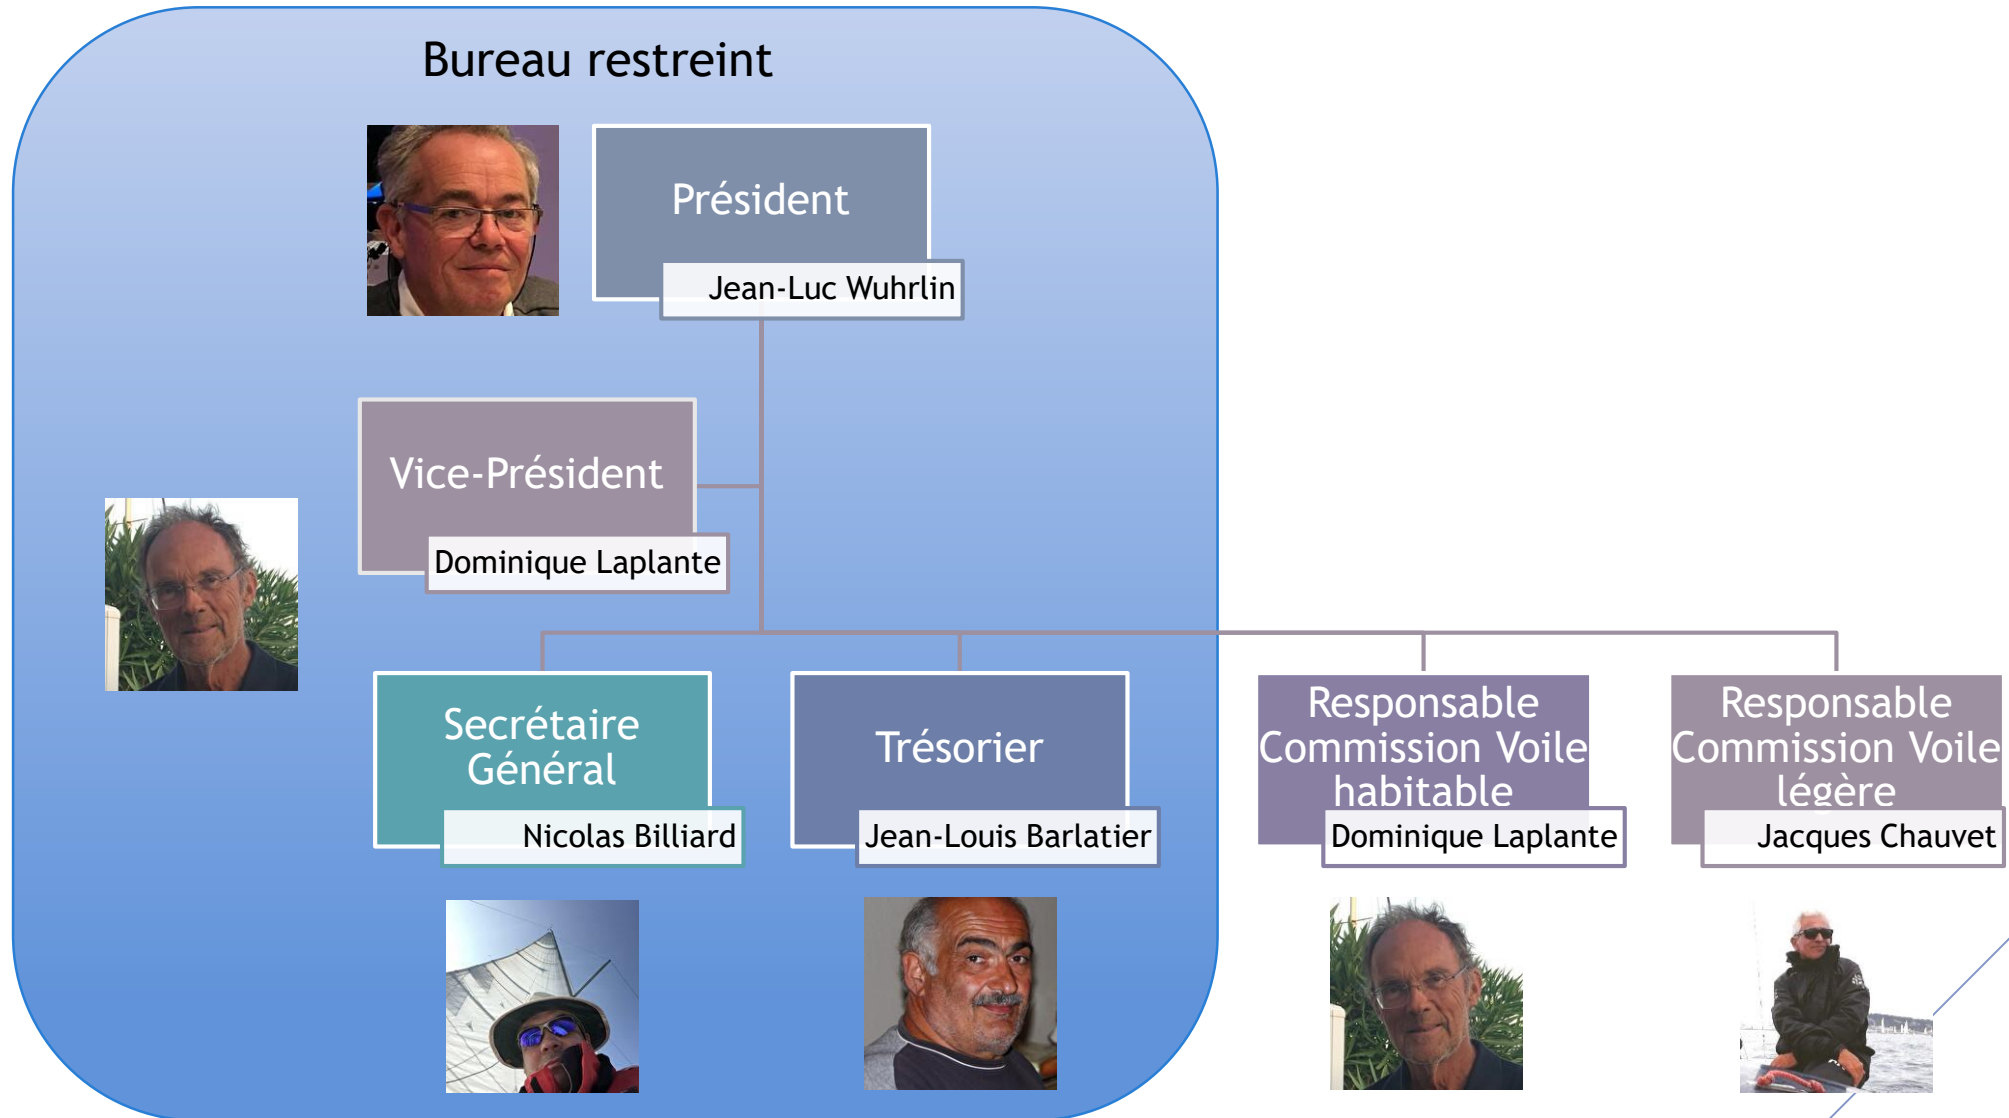 Bureau restreint
Président
Jean-Luc Wuhrlin
Vice-Président
Dominique Laplante
Secrétaire
Général
Nicolas Billiard
Trésorier
Jean-Louis Barlatier
Responsable
Commission Voile
habitable
Dominique Laplante
Responsable
Commission Voile
légère
Jacques Chauvet